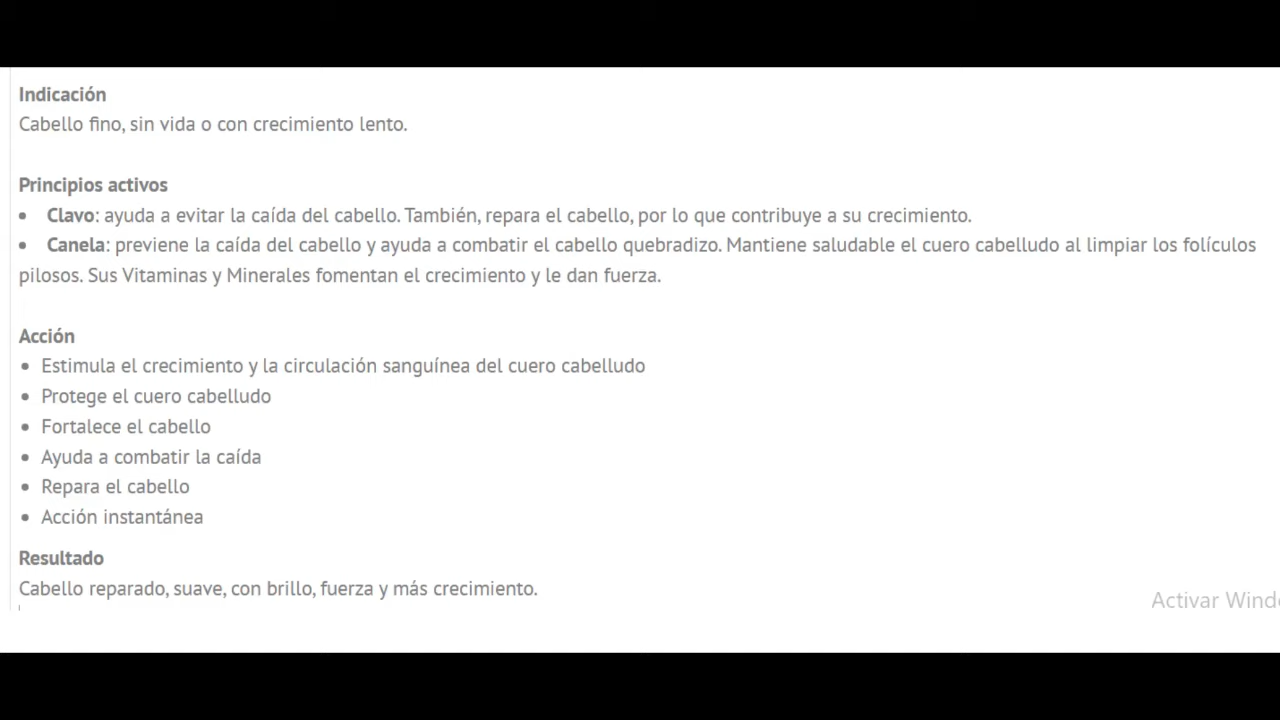 Indicación
Cabello fino, sin vida o con crecimiento lento.
Principios activos
• Clavo: ayuda a evitar la caída del cabello. También, repara el cabello, por lo que contribuye a su crecimiento.
• Canela: previene la caída del cabello y ayuda a combatir el cabello quebradizo. Mantiene saludable el cuero cabelludo al limpiar los folículos
pilosos. Sus Vitaminas y Minerales fomentan el crecimiento y le dan fuerza.
Acción
• Estimula el crecimiento y la circulación sanguínea del cuero cabelludo
• Protege el cuero cabelludo
• Fortalece el cabello
• Ayuda a combatir la caída
• Repara el cabello
• Acción instantánea
Resultado
Cabello reparado, suave, con brillo, fuerza y más crecimiento.
Activar Wind